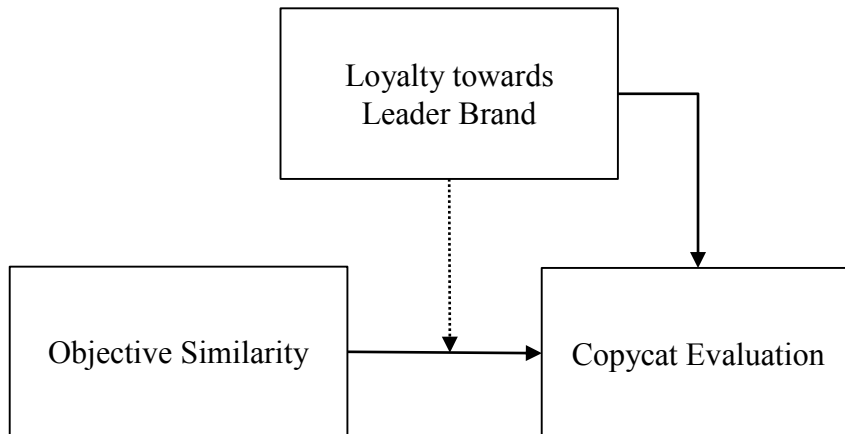 Loyalty towards
Leader Brand
Objective Similarity
Copycat Evaluation